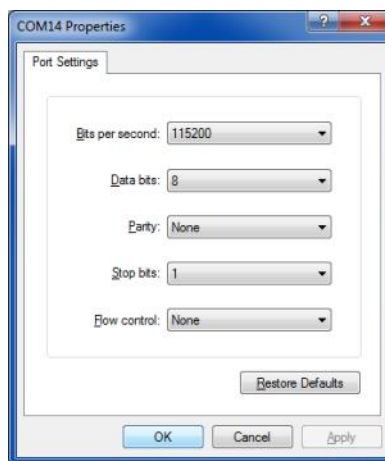 COM14 Properties
Port Settings
Bits per second: 115200
Data bits: 8
Parity: None
Stop bits: 1
Flow control: None
Restore Defaults
OK Cancel Apply